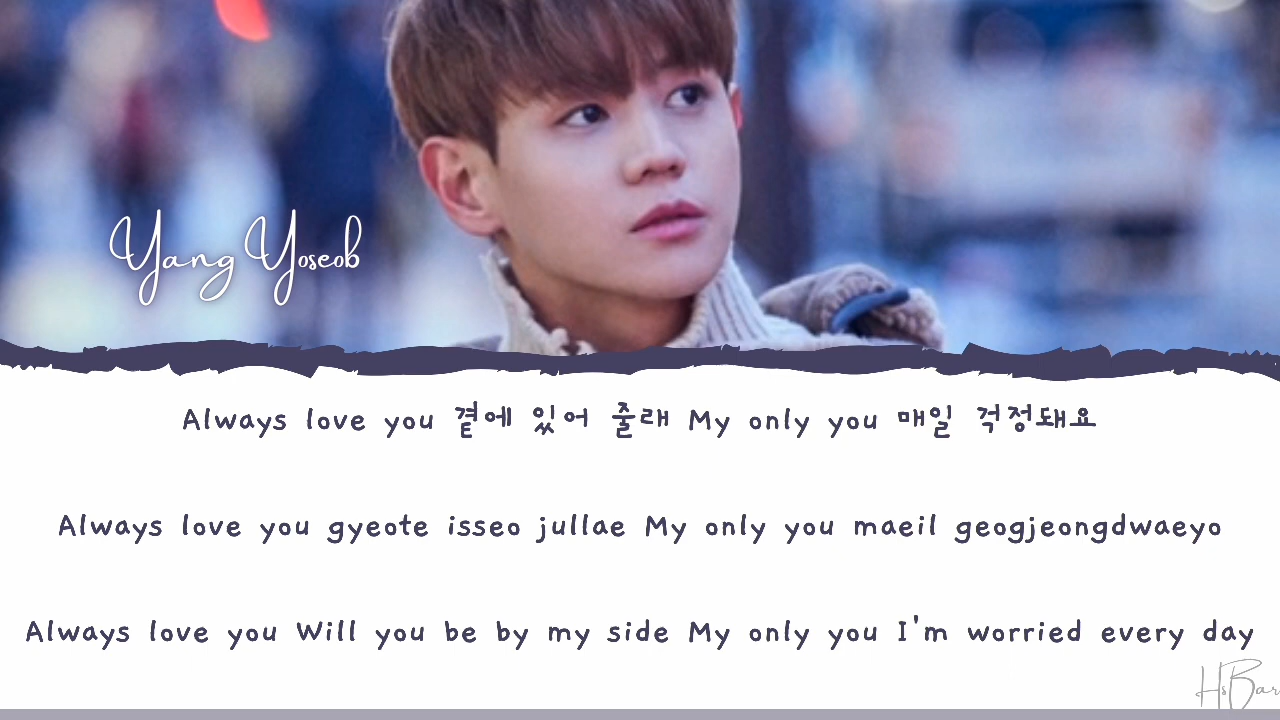 Yang Yoseob
Always love you 곁에 있어 줄래 My only you 매일 걱정돼요
Always love you gyeote isseo jullae My only you maeil geogjeongdwaeyo
Always love you Will you be by my side My only you I'm worried every day